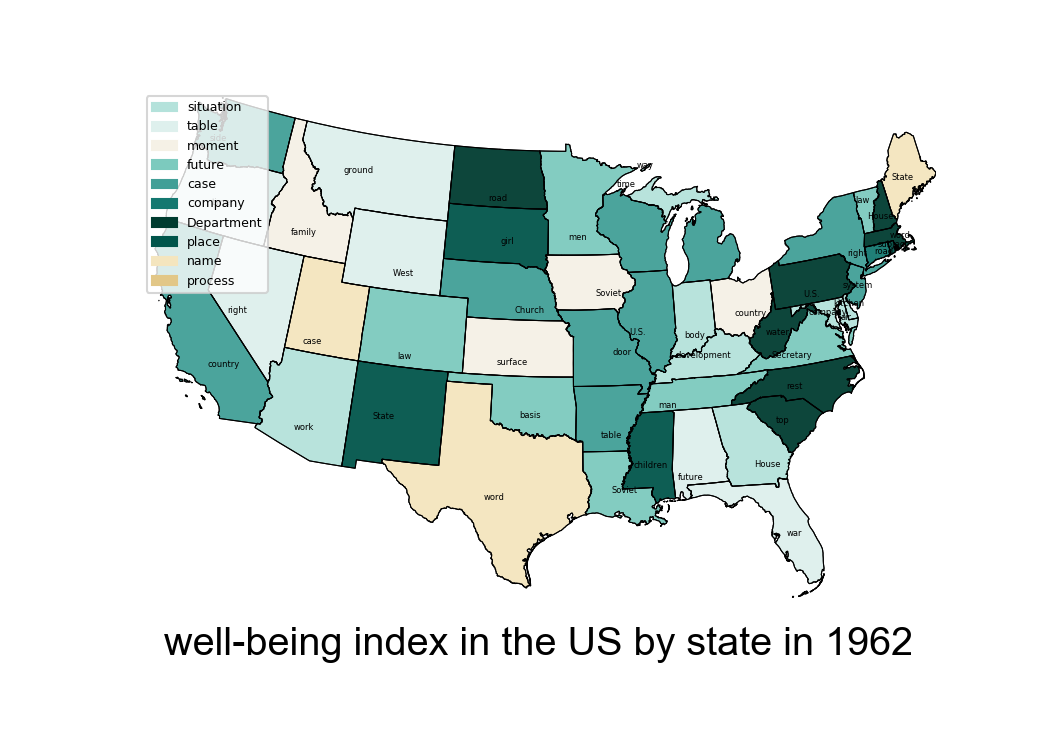 situation
table
moment
future
case
company
Department
place
name
process
ground
family
West
right
case
country
work
State
law
road
girl
Church
surface
basis
word
men
Soviet
door
table
Soviet
time
way
U.S.
body
country
development
man
children
future
House
war
top
rest
Secretary
water
U.S.
company
system
right
road
word
law
House
State
well-being index in the US by state in 1962